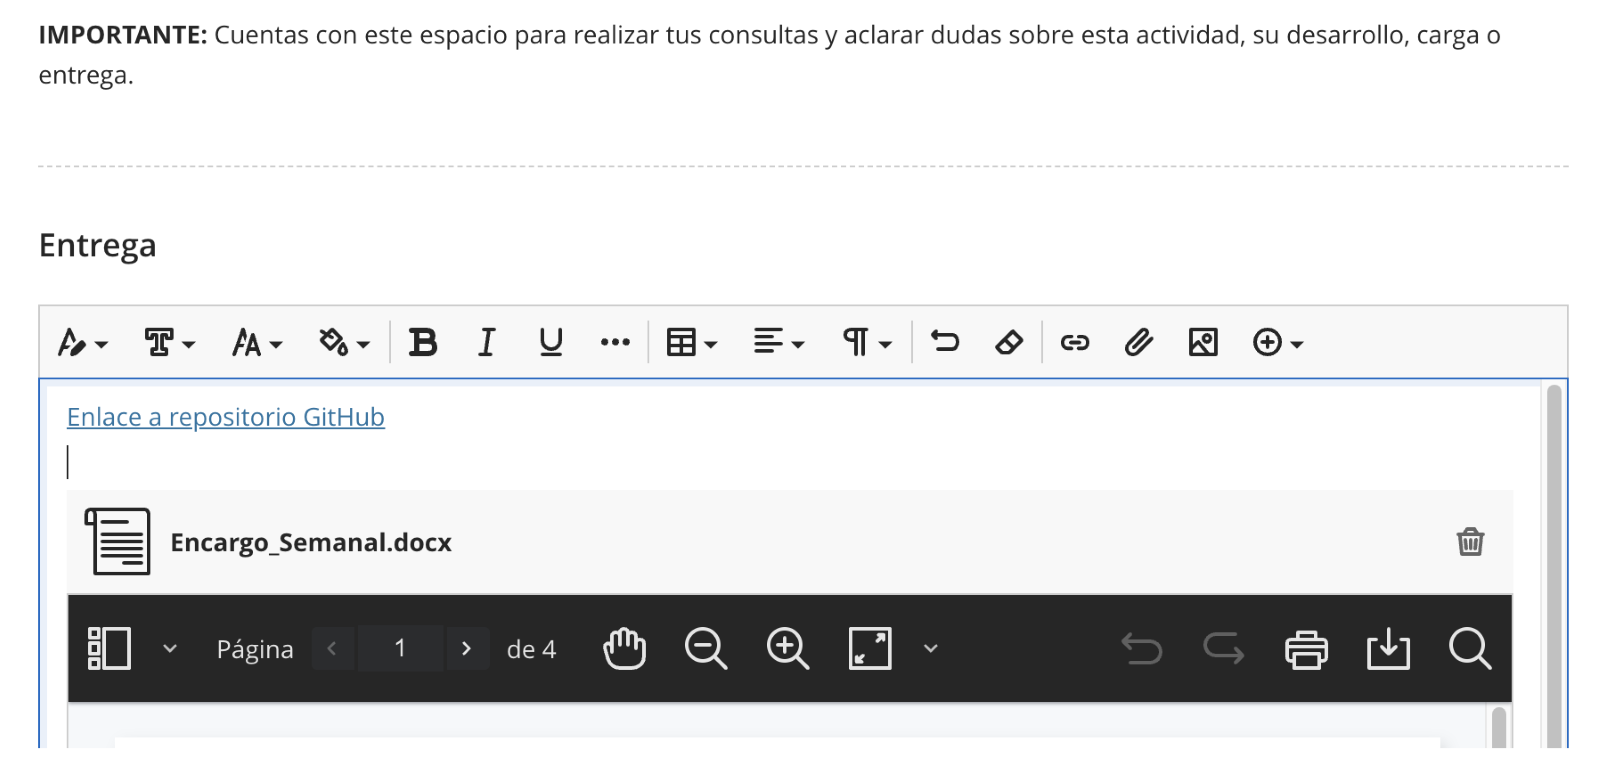 IMPORTANTE: Cuentas con este espacio para realizar tus consultas y aclarar dudas sobre esta actividad, su desarrollo, carga o
entrega.
Entrega
Enlace a repositorio GitHub
Encargo_Semanal.docx
Página 1 de 4